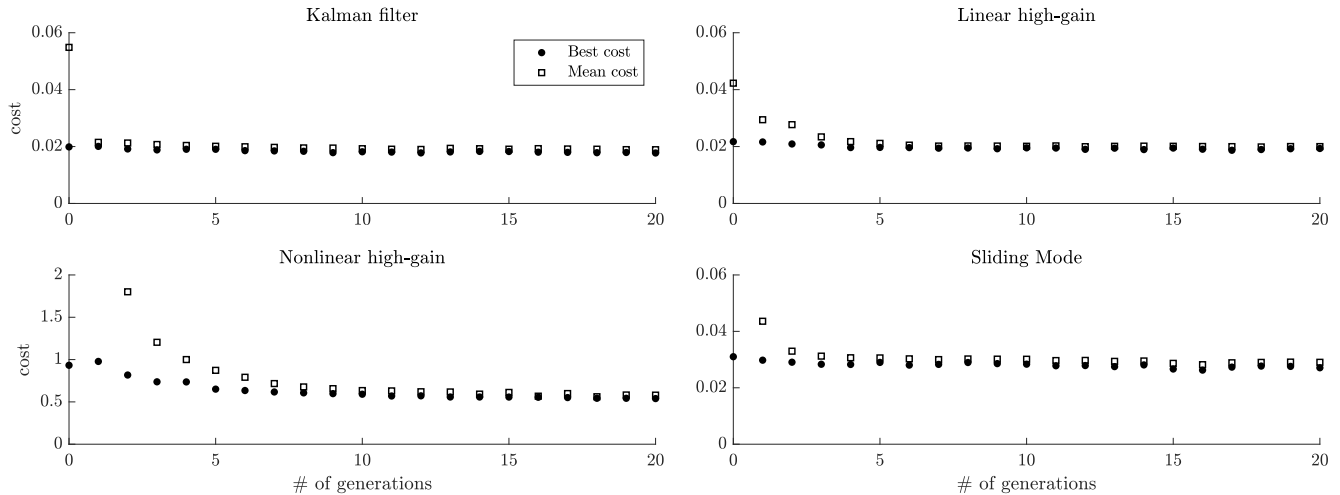 Kalman filter
0.06
0.04
0.02
0
cost
0 5 10 15 20
Best cost
Mean cost
Linear high-gain
0.06
0.04
0.02
0
0 5 10 15 20
Nonlinear high-gain
2
1.5
1
0.5
0
cost
0 5 10 15 20
# of generations
Sliding Mode
0.06
0.04
0.02
0
0 5 10 15 20
# of generations